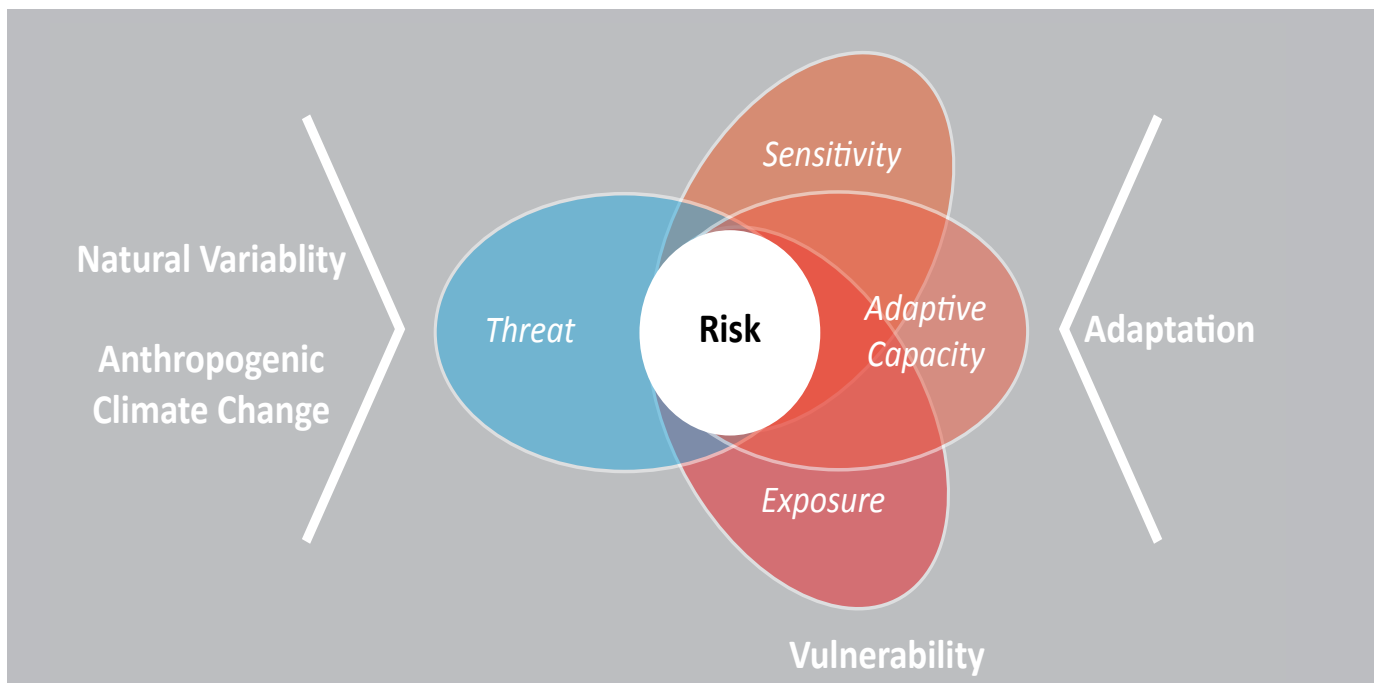 Sensitivity
Natural Variablity
Anthropogenic
Climate Change
Threat
Risk
Adaptive
Capacity
Adaptation
Exposure
Vulnerability